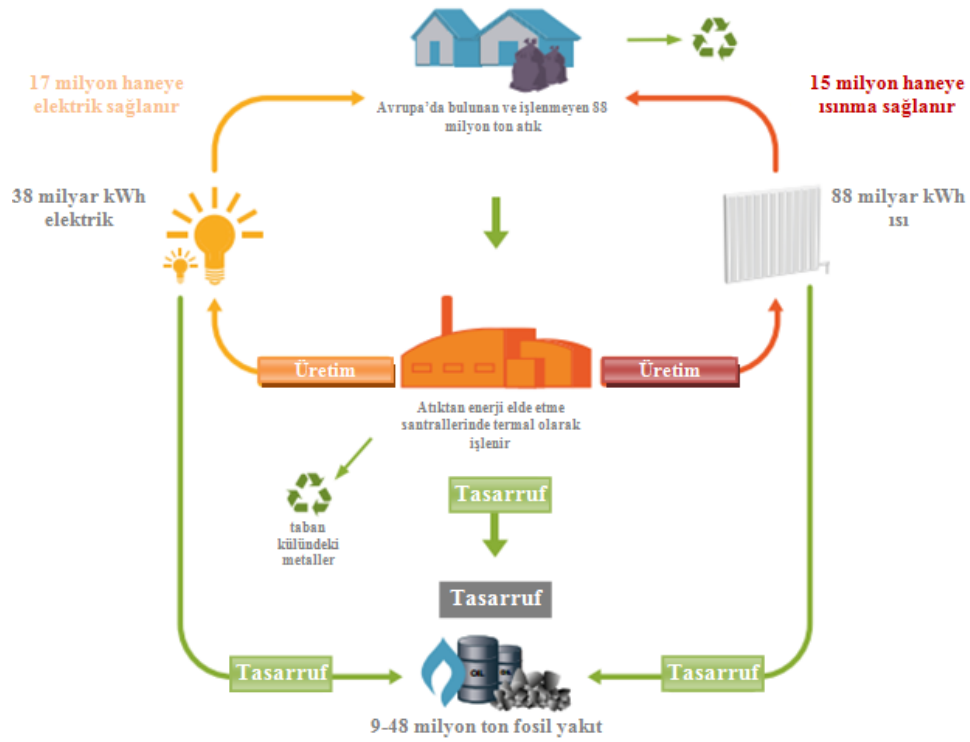 17 milyon haneye
elektrik sağlanır
Avrupa'da bulunan ve işlenmeyen 88
milyon ton atık
15 milyon haneye
ısınma sağlanır
38 milyar kWh
elektrik
88 milyar kWh
ısı
Üretim
Üretim
Atıktan enerji elde etme
santrallerinde termal olarak
işlenir
Tasarruf
taban
külündeki
metaller
Tasarruf
Tasarruf
Tasarruf
OIL
OIL
9-48 milyon ton fosil yakıt